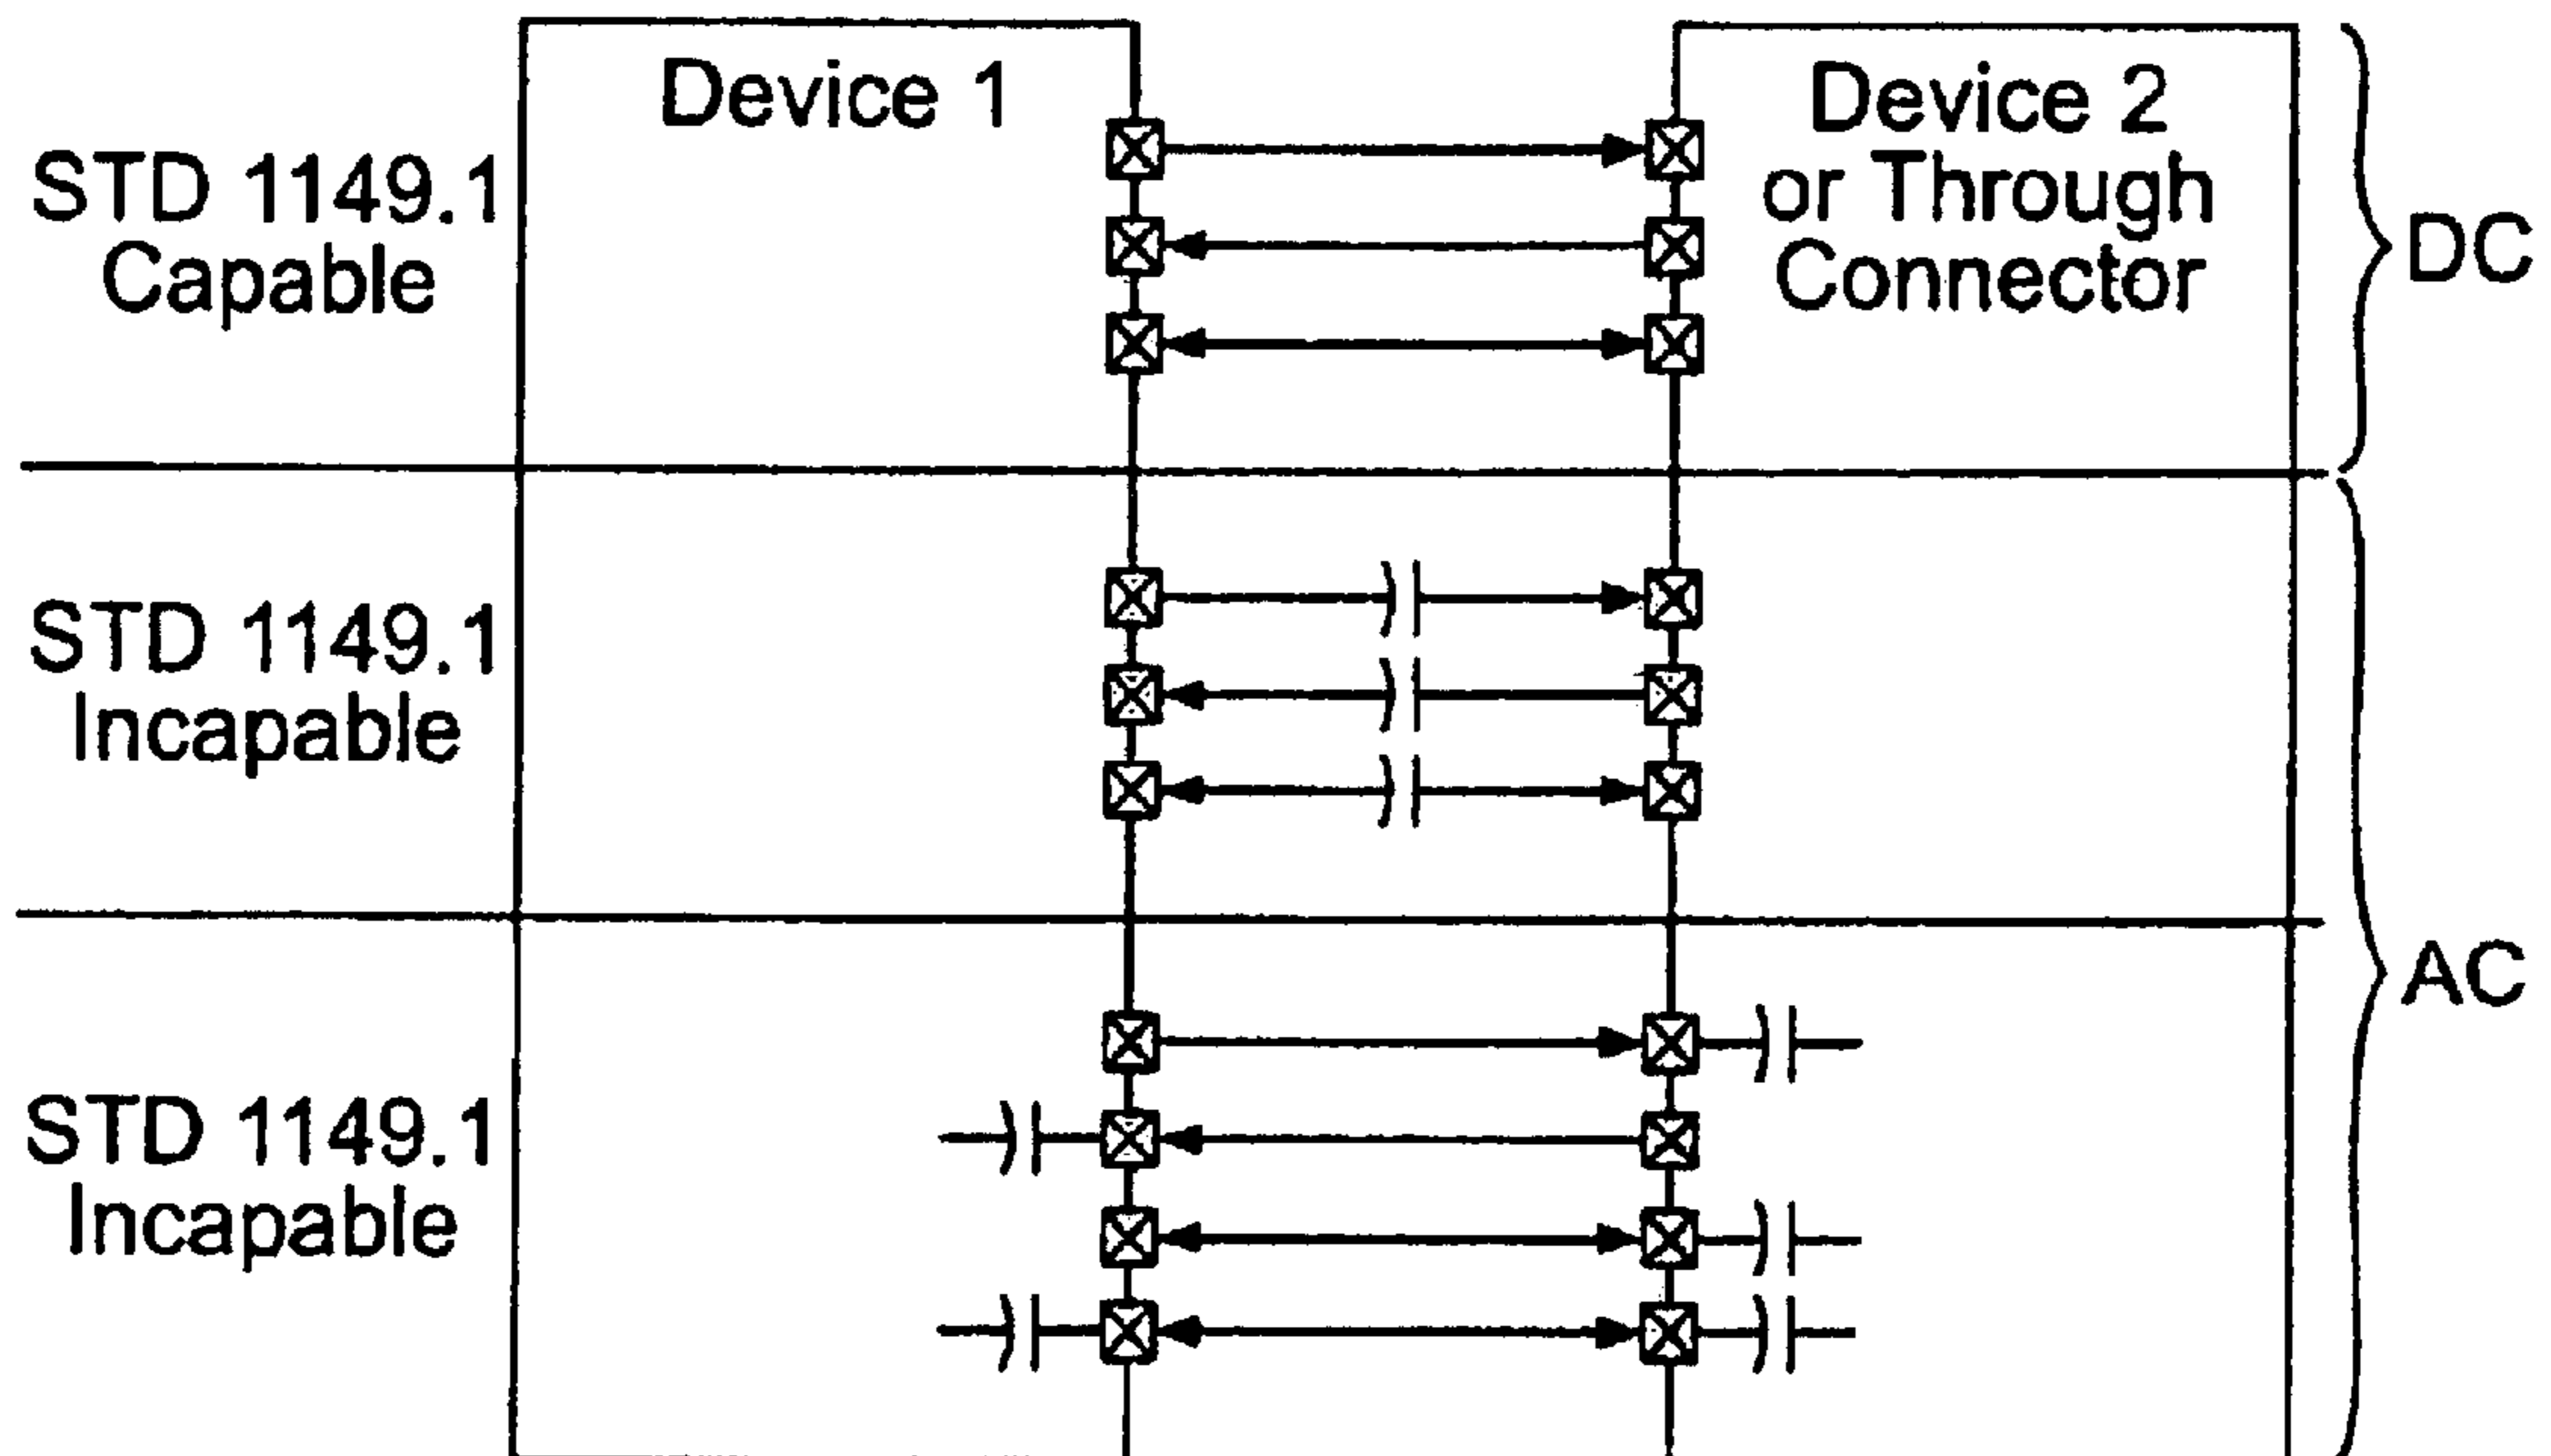 Device 1
Device 2
or Through
Connector
STD 1149.1
Capable
DC
STD 1149.1
Incapable
AC
STD 1149.1
Incapable